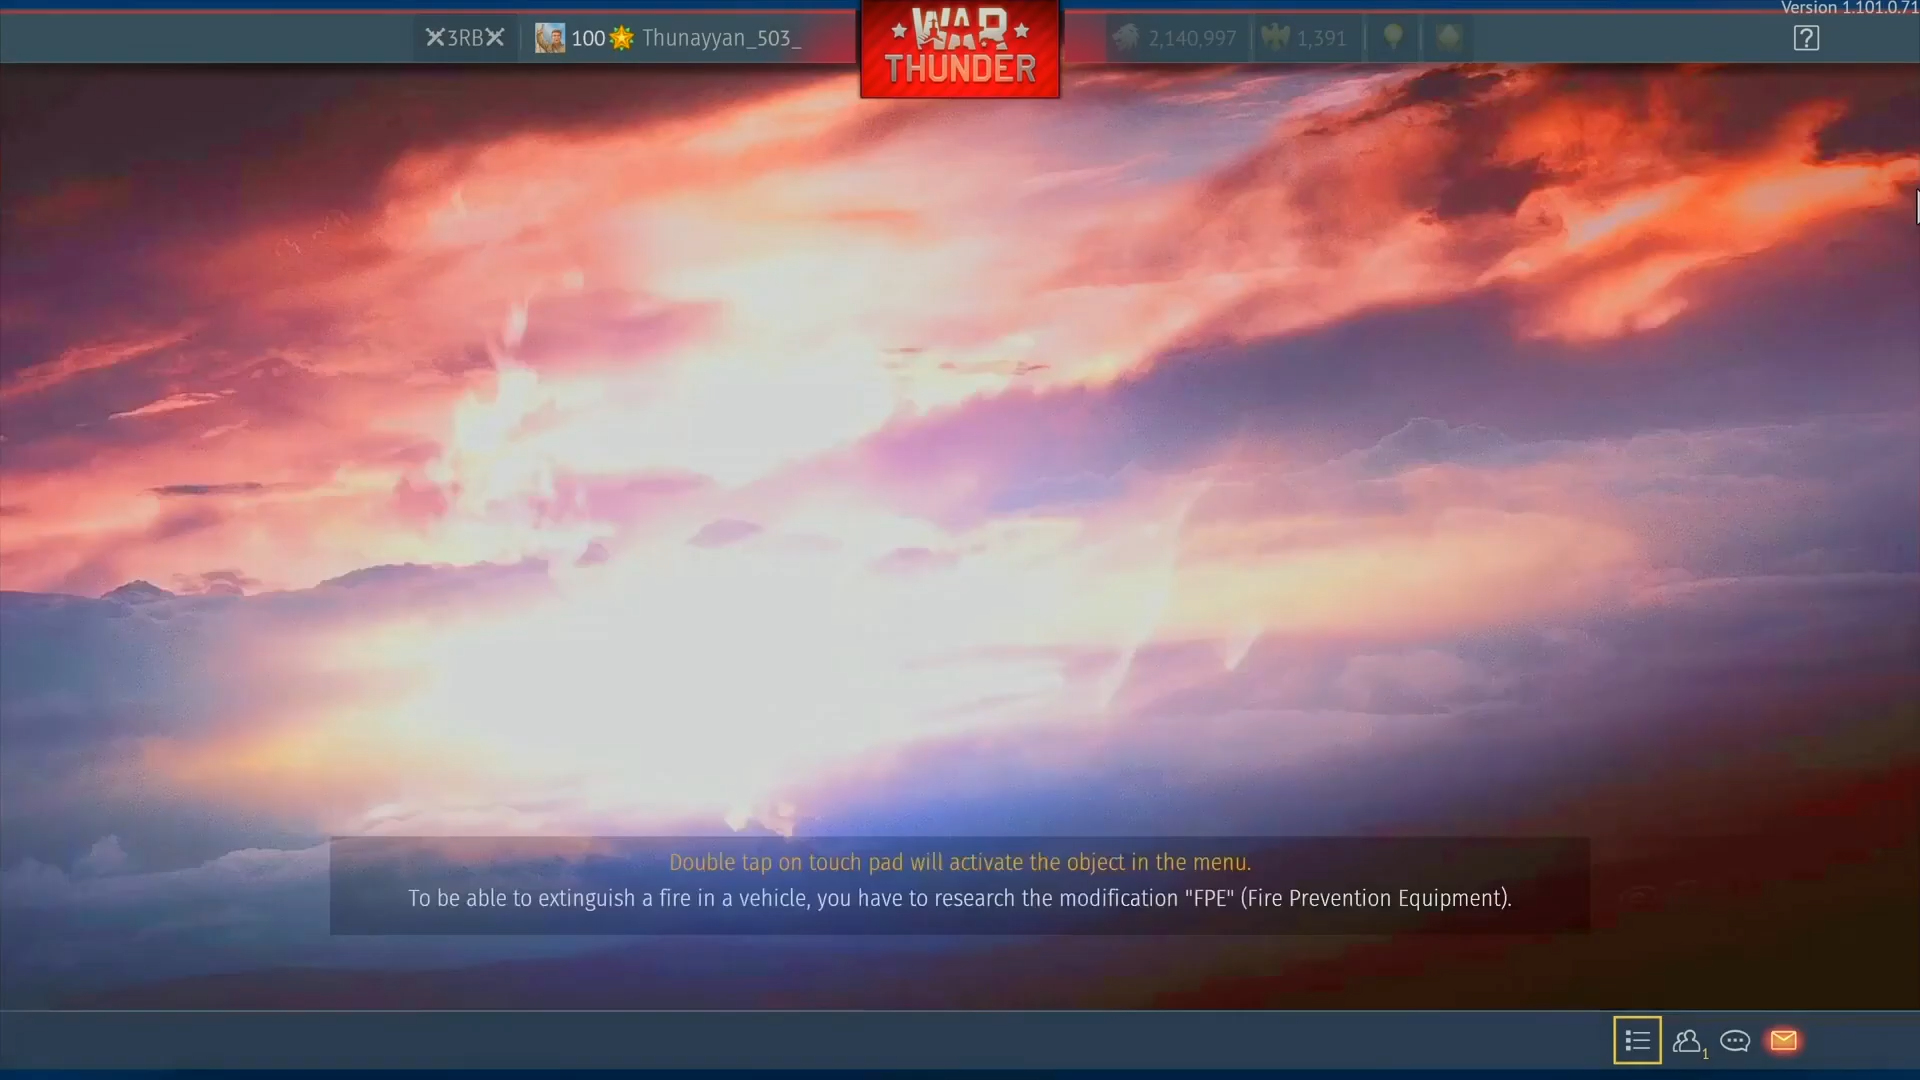 Version 1.101.0.71
3RB
100 Thunayyan_503_
WAR
THUNDER
2,140,997
1,391
?
Double tap on touch pad will activate the object in the menu.
To be able to extinguish a fire in a vehicle, you have to research the modification "FPE" (Fire Prevention Equipment).
1